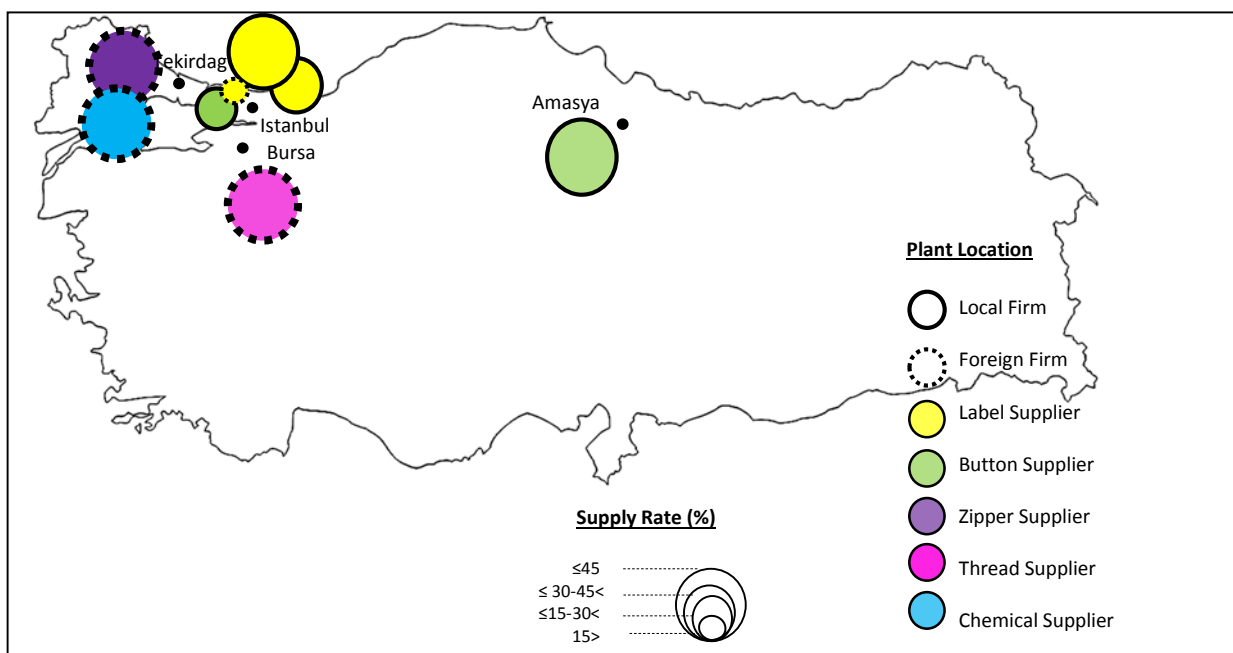 ekirdag
Istanbul
Bursa
Amasya
Plant Location
Local Firm
Foreign Firm
Label Supplier
Button Supplier
Zipper Supplier
Thread Supplier
Chemical Supplier
Supply Rate (%)
≤45
≤ 30-45<
≤15-30<
15>